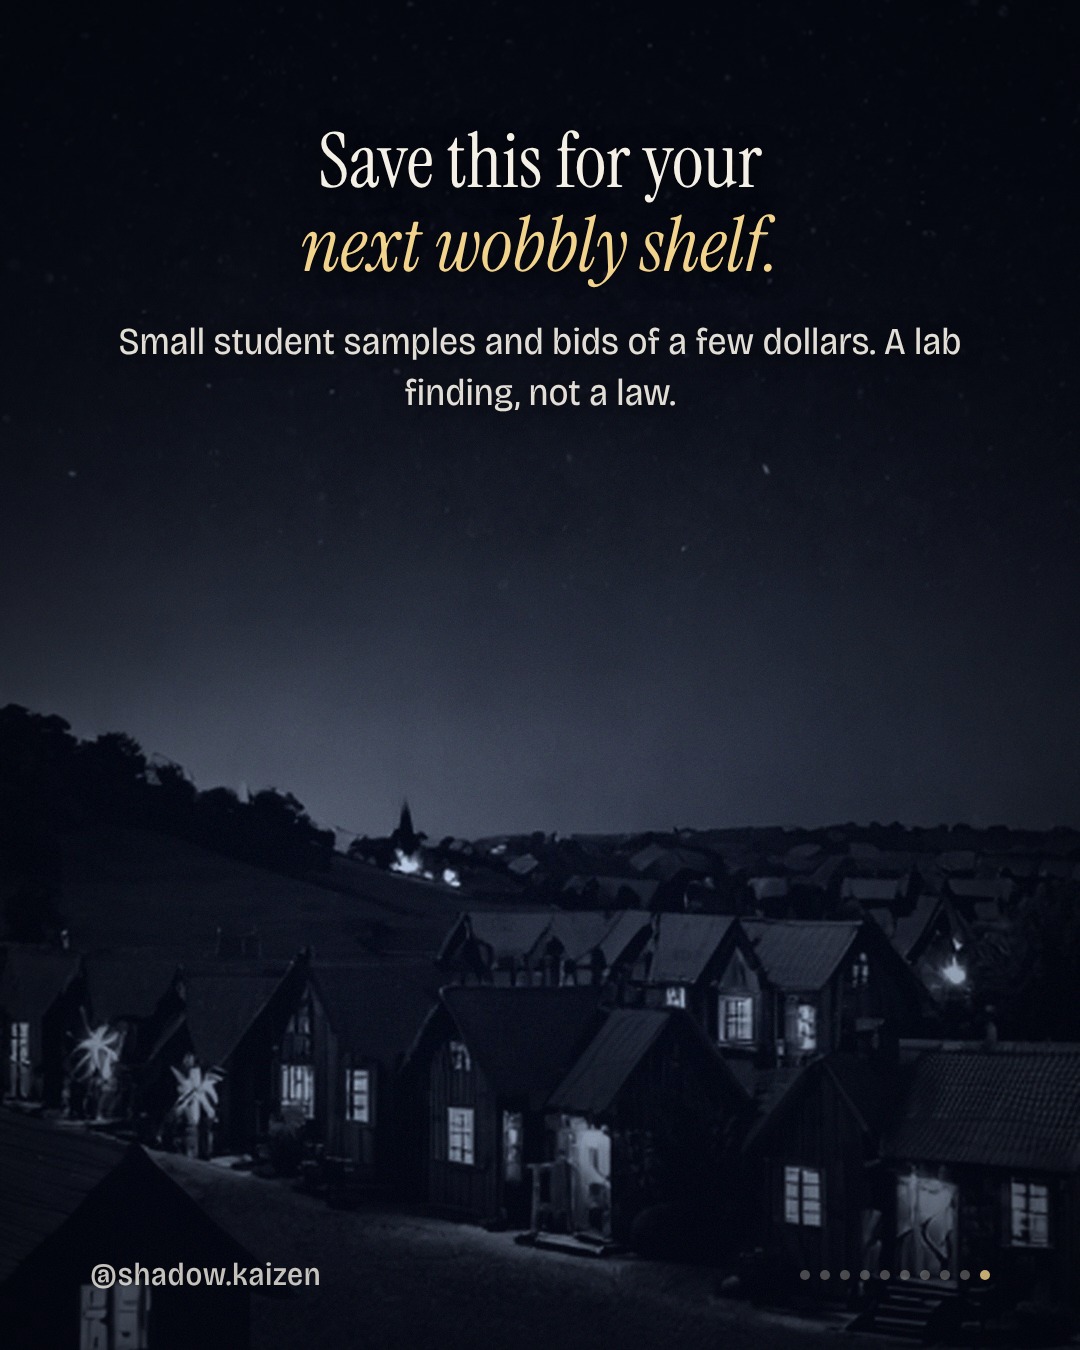 Save this for your
next wobbly shelf.
Small student samples and bids of a few dollars. A lab
finding, not a law.
@shadow.kaizen